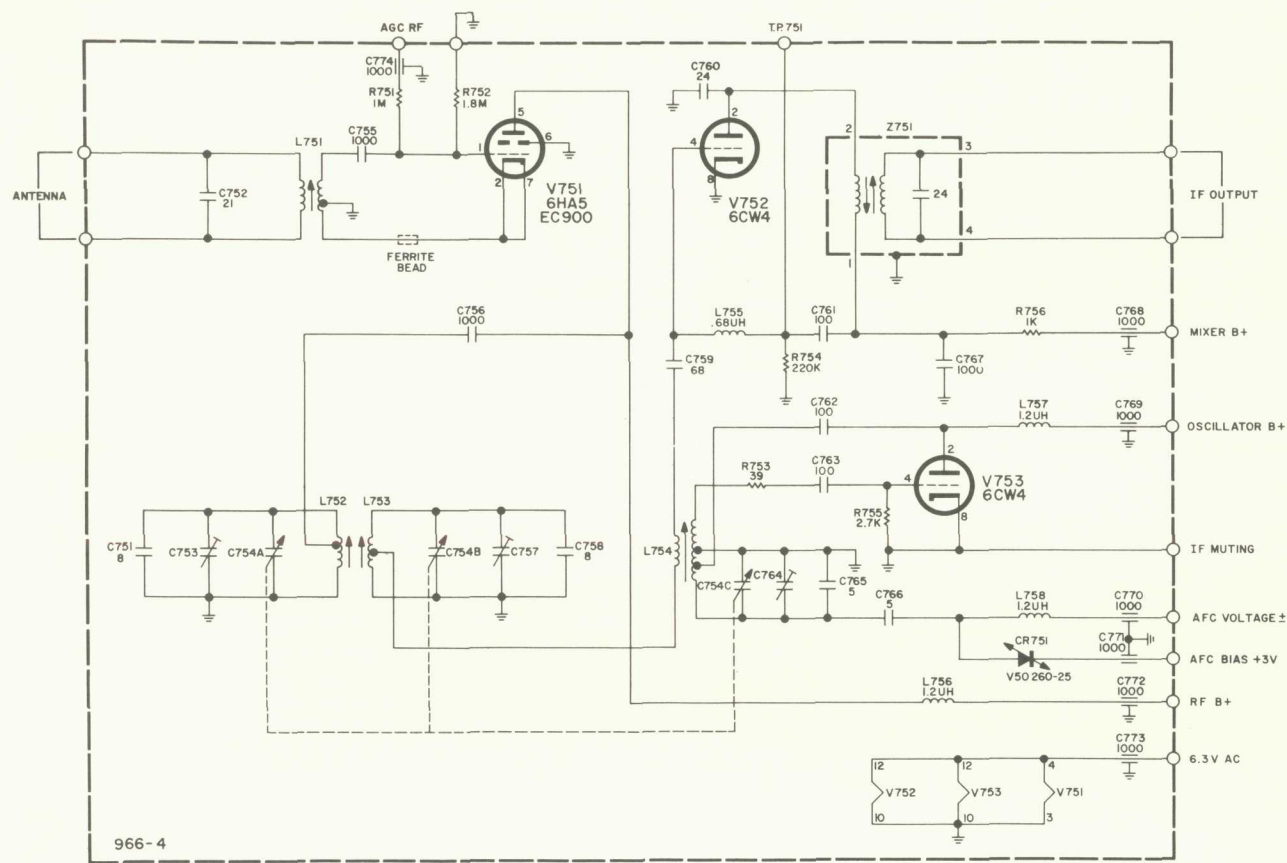 AGC RF
T.P.751
C774
1000
R751
1M
R752
1.8M
C760
24
C755
1000
L751
5
6
1
2
7
V751
6HA5
EC900
ANTENNA
C752
21
FERRITE
BEAD
2
4
8
V752
6CW4
2
Z751
3
24
4
1
IF OUTPUT
C756
1000
L755
.68UH
C761
100
R756
1K
C768
1000
MIXER B+
C759
68
R754
220K
C767
1000
C762
100
L757
1.2UH
C769
1000
OSCILLATOR B+
R753
39
C763
100
2
4
8
V753
6CW4
R755
2.7K
IF MUTING
L752
L753
C751
8
C753
C754A
C754B
C757
C758
8
L754
C754C
C764
C765
5
C766
5
L758
1.2UH
C770
1000
AFC VOLTAGE ±
CR751
V50 260-25
C771
1000
AFC BIAS +3V
L756
1.2UH
C772
1000
RF B+
C773
1000
6.3V AC
12
12
4
V752
V753
V751
10
10
3
966-4